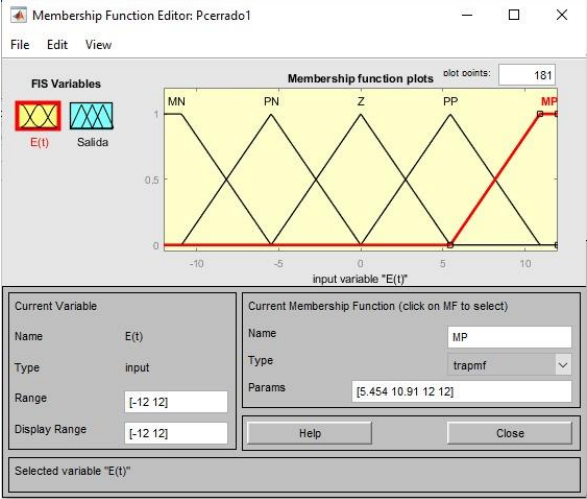 Membership Function Editor: Pcerrado1
File Edit View
FIS Variables
E(t) Salida
Membership function plots plot points: 181
MN PN Z PP MP
1
0.5
0
-10 -5 0 5 10
input variable "E(t)"
Current Variable
Name E(t)
Type input
Range [-12 12]
Display Range [-12 12]
Current Membership Function (click on MF to select)
Name MP
Type trapmf
Params [5.454 10.91 12 12]
Help Close
Selected variable "E(t)"